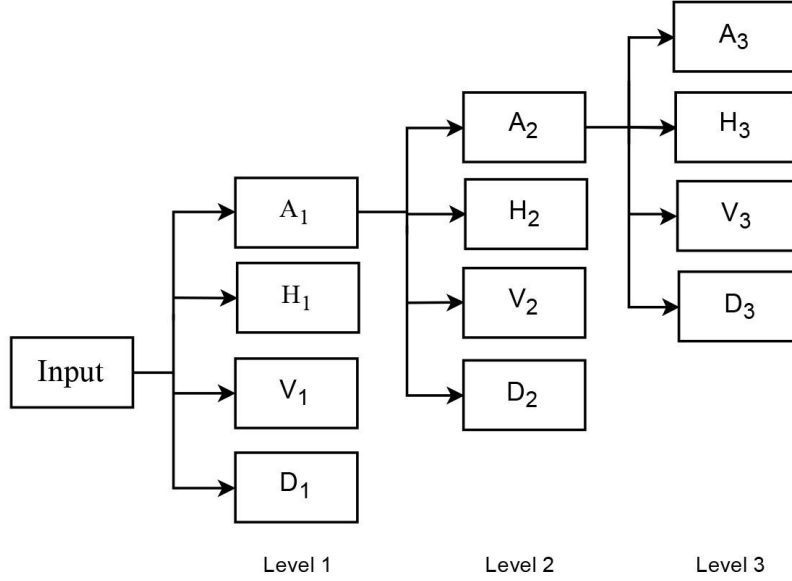 A₃
A₂
H₃
A₁
H₂
V₃
H₁
V₂
D₃
Input
V₁
D₂
D₁
Level 1
Level 2
Level 3